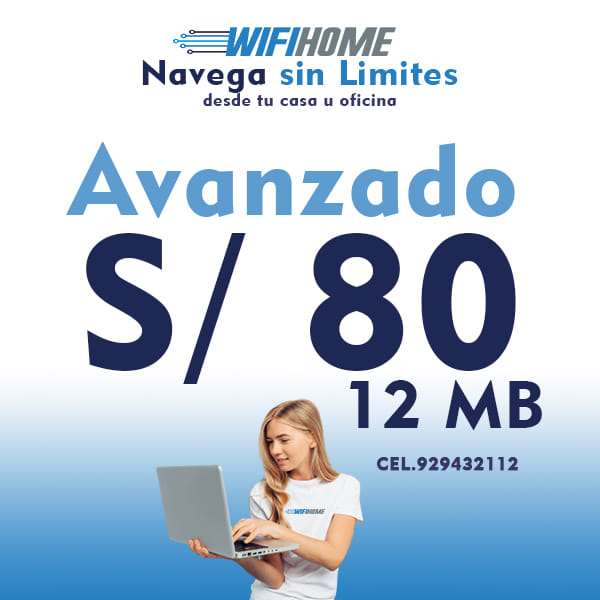 WIFIHOME
Navega sin Limites
desde tu casa u oficina
Avanzado
S/ 80
12 MB
CEL.929432112
WIFIHOME